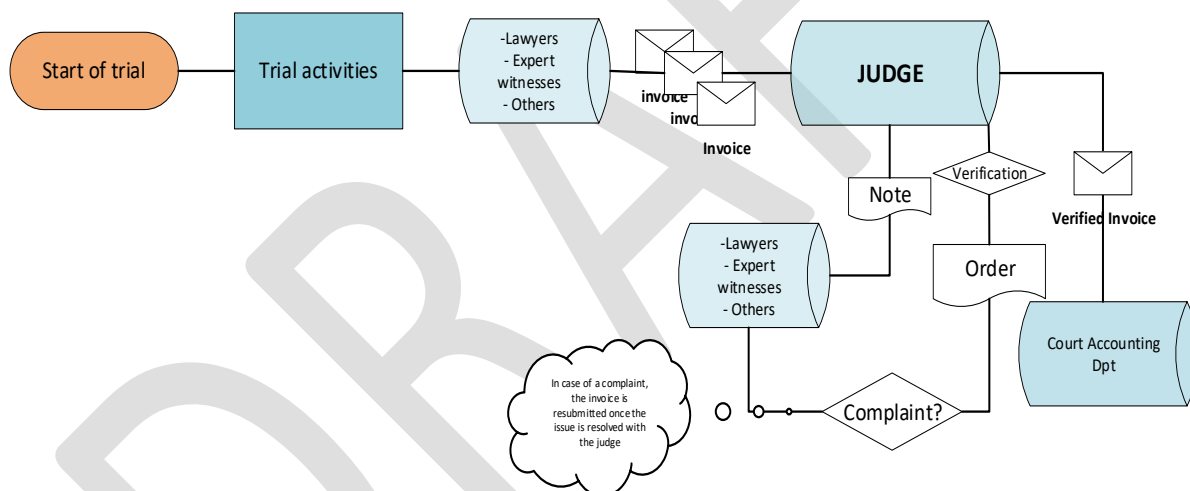 Start of trial
Trial activities
-Lawyers
- Expert
witnesses
- Others
invoice
invo
Invoice
JUDGE
Note
Verification
Verified Invoice
-Lawyers
- Expert
witnesses
- Others
Order
Court Accounting
Dpt
In case of a complaint,
the invoice is
resubmitted once the
issue is resolved with
the judge
Complaint?
DRAF